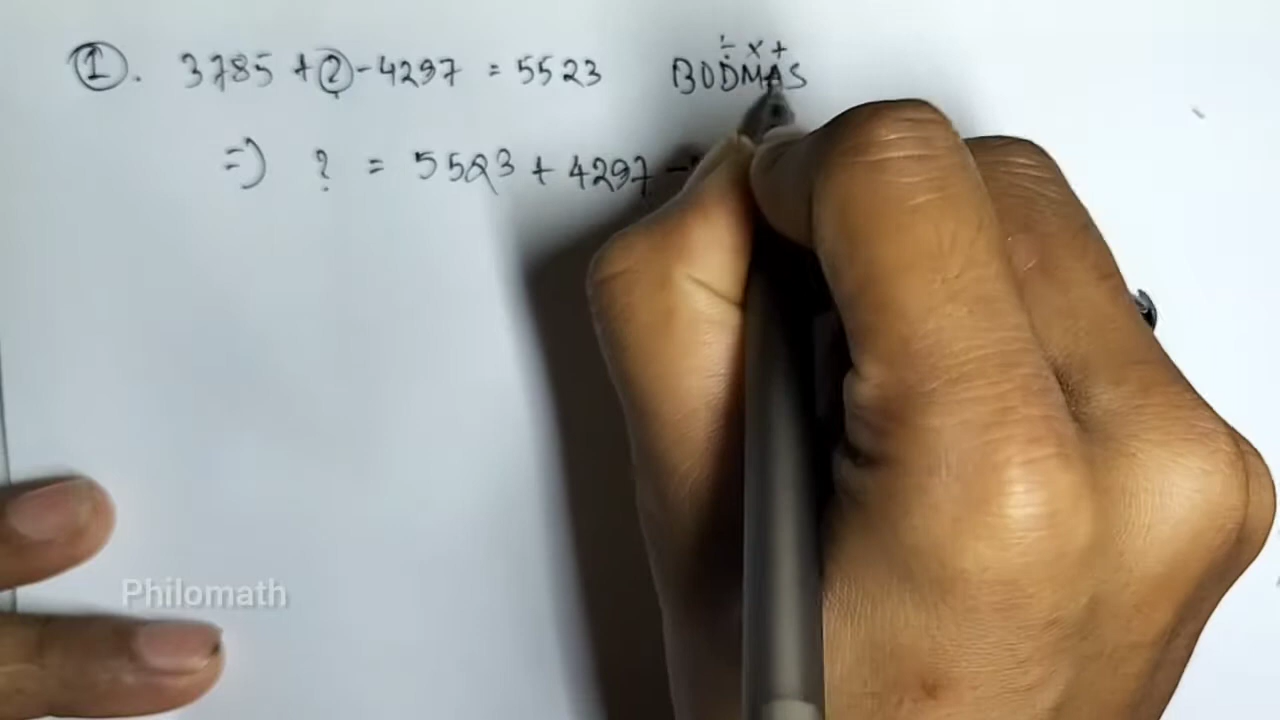 ①. 3785 + ? - 4297 = 5523
÷ × +
BODMAS
=) ? = 5523 + 4297 -
Philomath